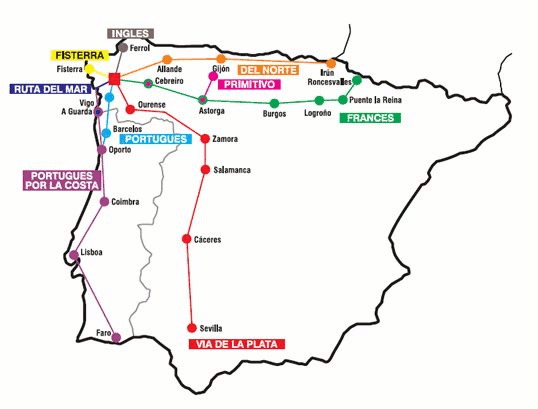 INGLES
Ferrol
FISTERRA
Fisterra
Allande
Gijón
DEL NORTE
Irún
Roncesvalles
RUTA DEL MAR
Cebreiro
PRIMITIVO
Vigo
A Guarda
Ourense
Astorga
Burgos
Logroño
Puente la Reina
FRANCES
Barcelos
PORTUGUES
Oporto
Zamora
Salamanca
PORTUGUES
POR LA COSTA
Coimbra
Cáceres
Lisboa
Faro
Sevilla
VIA DE LA PLATA